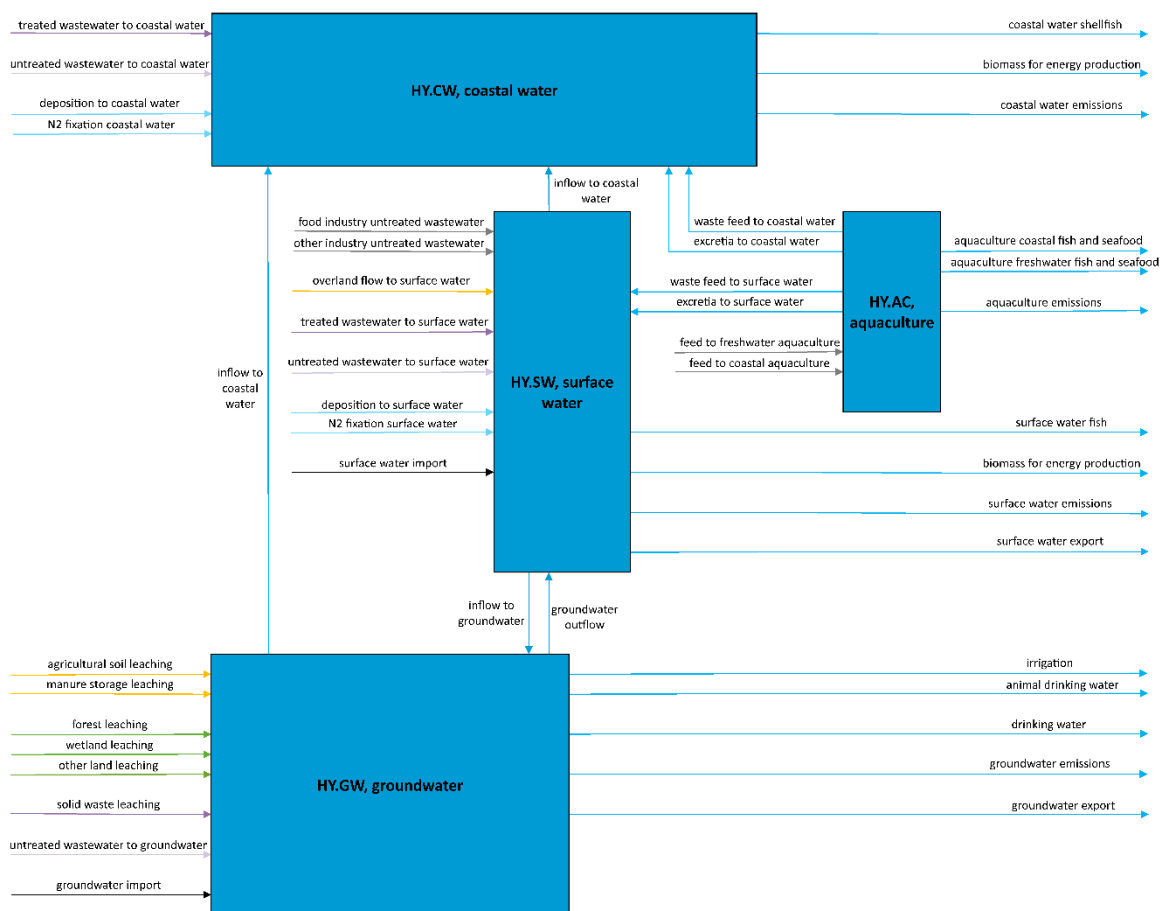 treated wastewater to coastal water
untreated wastewater to coastal water
deposition to coastal water
N2 fixation coastal water
HY.CW, coastal water
coastal water shellfish
biomass for energy production
coastal water emissions
inflow to coastal
water
food industry untreated wastewater
other industry untreated wastewater
overland flow to surface water
treated wastewater to surface water
untreated wastewater to surface water
deposition to surface water
N2 fixation surface water
surface water import
HY.SW, surface
water
waste feed to coastal water
excretia to coastal water
waste feed to surface water
excretia to surface water
feed to freshwater aquaculture
feed to coastal aquaculture
HY.AC,
aquaculture
aquaculture coastal fish and seafood
aquaculture freshwater fish and seafood
aquaculture emissions
inflow to
coastal
water
surface water fish
biomass for energy production
surface water emissions
surface water export
inflow to
groundwater
groundwater
outflow
agricultural soil leaching
manure storage leaching
forest leaching
wetland leaching
other land leaching
solid waste leaching
untreated wastewater to groundwater
groundwater import
HY.GW, groundwater
irrigation
animal drinking water
drinking water
groundwater emissions
groundwater export